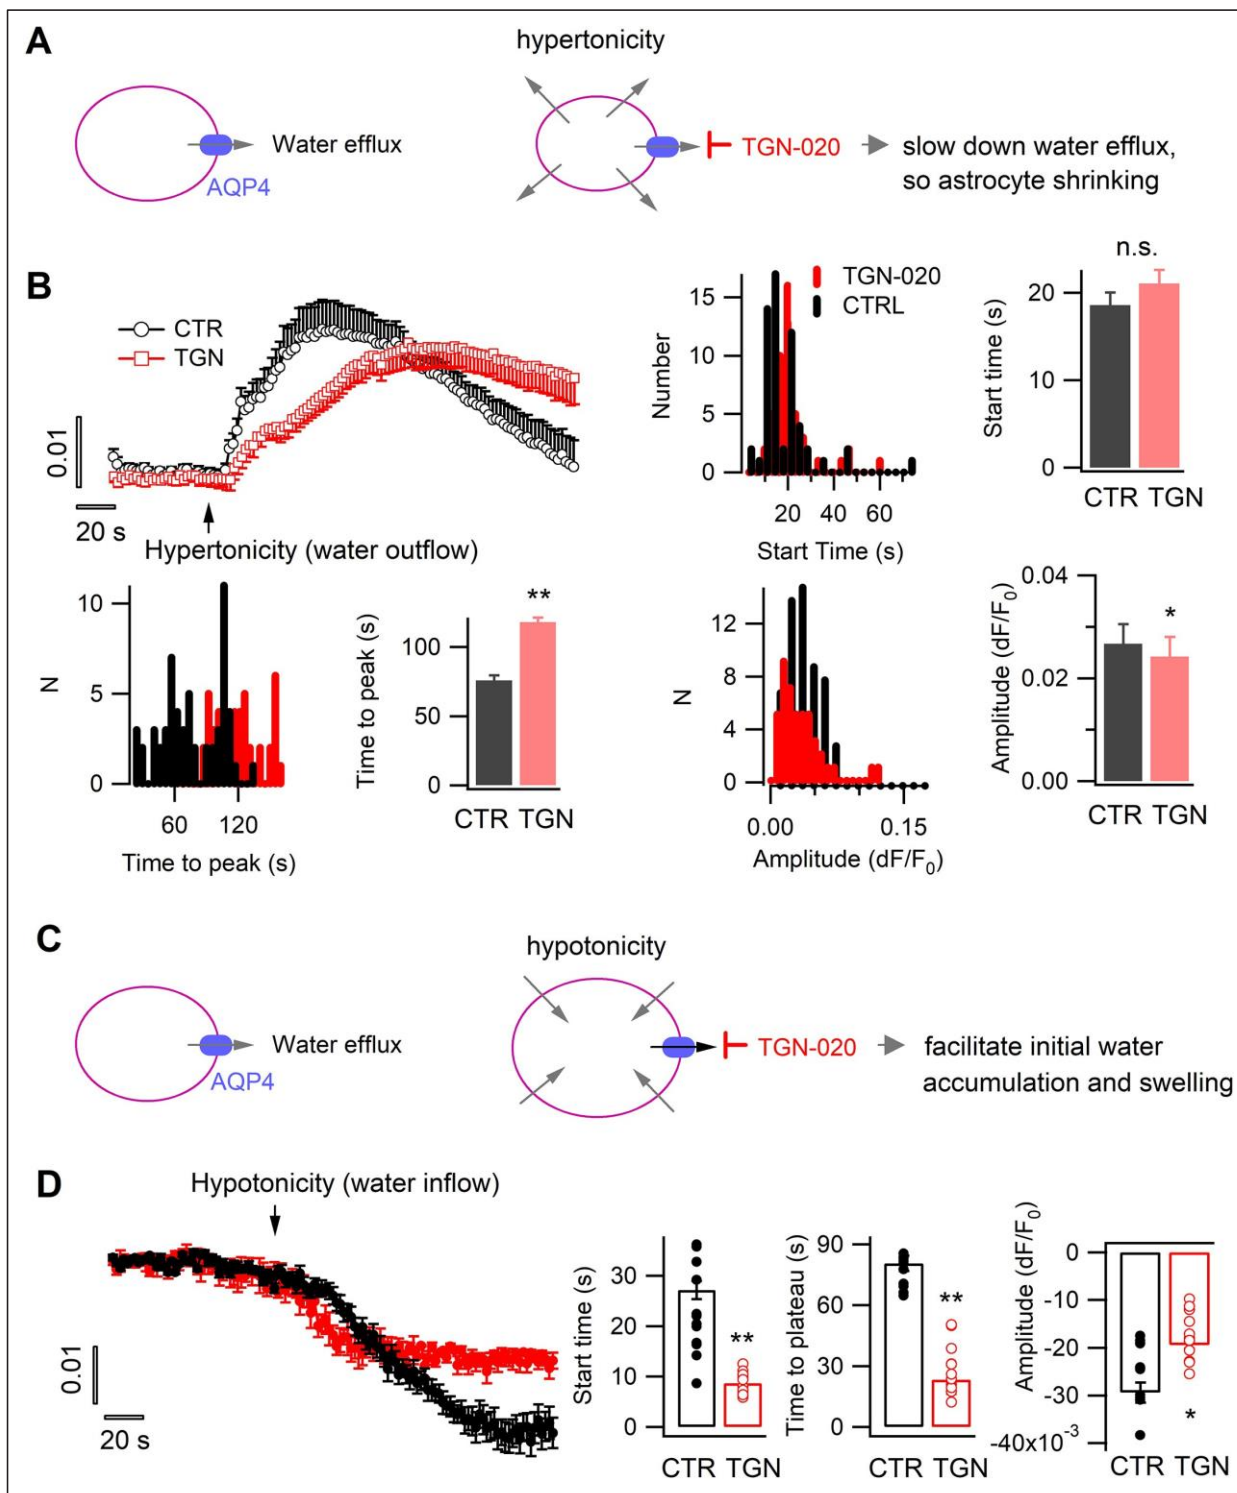 A
hypertonicity
Water efflux
AQP4
TGN-020
slow down water efflux,
so astrocyte shrinking
B
CTR
TGN
0.01
20 s
Hypertonicity (water outflow)
TGN-020
CTRL
Number
15
10
5
0
20 40 60
Start Time (s)
n.s.
Start time (s)
20
10
0
CTR TGN
N
10
5
0
60 120
Time to peak (s)
Time to peak (s)
100
50
0
**
CTR TGN
N
12
8
4
0
0.00 0.15
Amplitude (dF/F0)
Amplitude (dF/F0)
0.04
0.02
0.00
*
CTR TGN
C
hypotonicity
Water efflux
AQP4
TGN-020
facilitate initial water
accumulation and swelling
D
Hypotonicity (water inflow)
0.01
20 s
Start time (s)
30
20
10
0
**
CTR TGN
Time to plateau (s)
90
60
30
0
**
CTR TGN
Amplitude (dF/F0)
0
-10
-20
-30
-40x10-3
*
CTR TGN